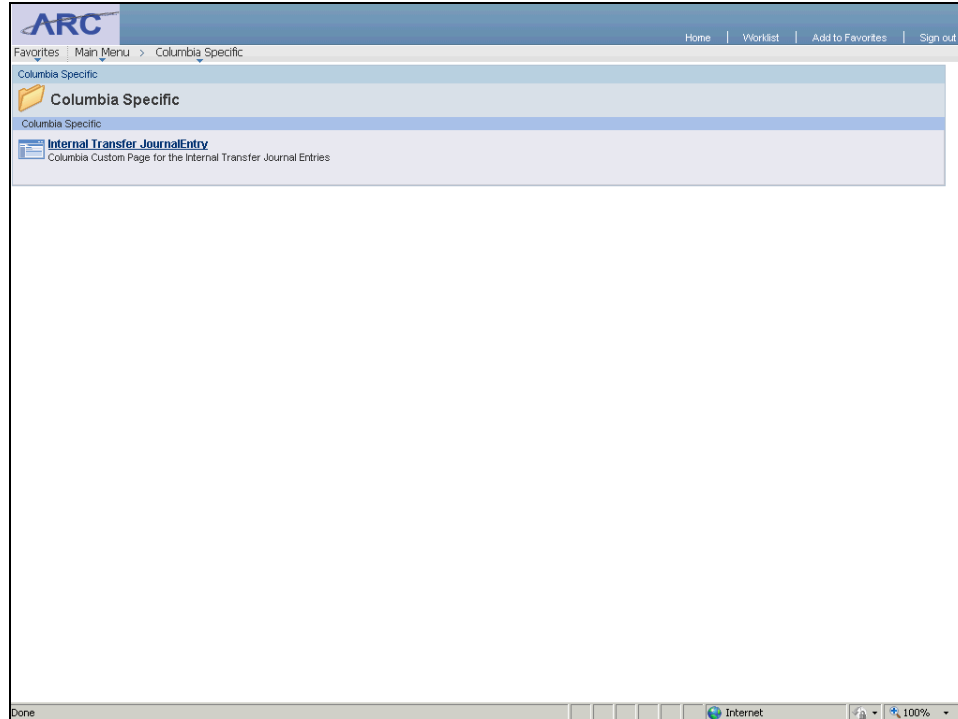 ARC
Home | Worklist | Add to Favorites | Sign out
Favorites | Main Menu > Columbia Specific
Columbia Specific
Columbia Specific
Columbia Specific
Internal Transfer JournalEntry
Columbia Custom Page for the Internal Transfer Journal Entries
Done Internet 100%